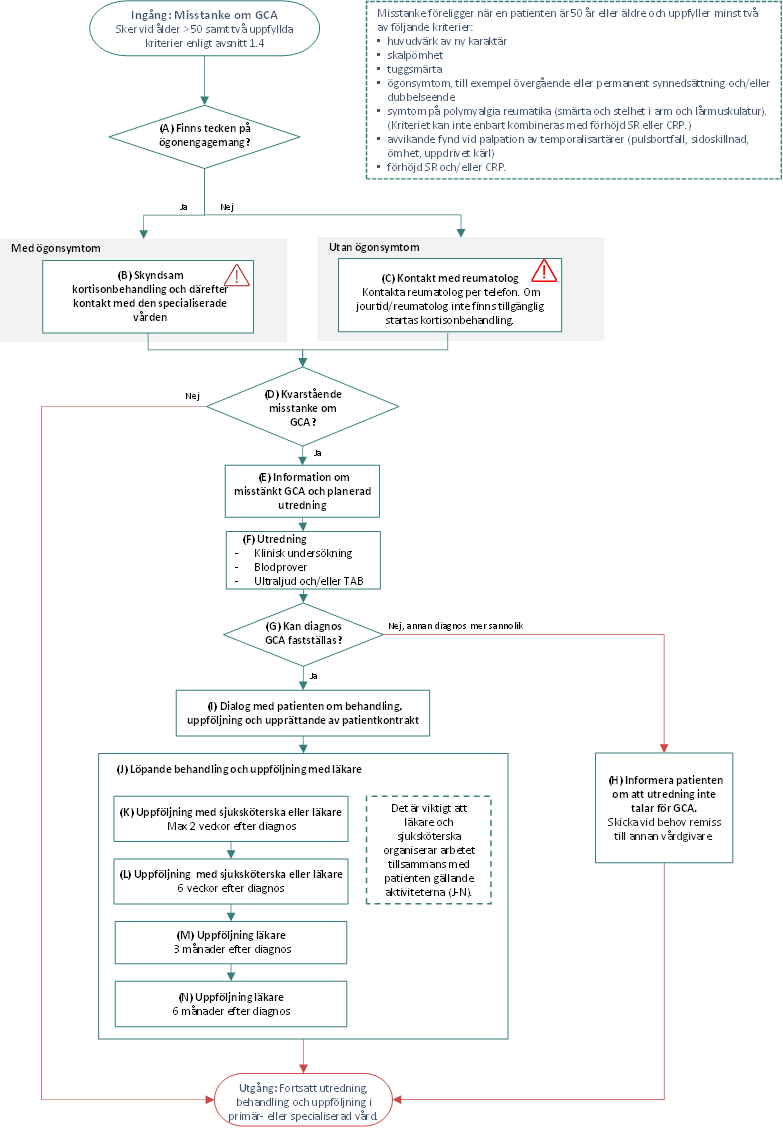 Ingång: Misstanke om GCA
Sker vid ålder >50 samt två uppfyllda
kriterier enligt avsnitt 1.4
Misstanke föreligger när en patienten är 50 år eller äldre och uppfyller minst två
av följande kriterier:
▪ huvudvärk av ny karaktär
▪ skalpömhet
▪ tuggsmärta
▪ ögonsymtom, till exempel övergående eller permanent synnedsättning och/eller
dubbelseende
▪ symtom på polymyalgia reumatika (smärta och stelhet i arm och lårmuskulatur).
(Kriteriet kan inte enbart kombineras med förhöjd SR eller CRP.)
▪ avvikande fynd vid palpation av temporalisartärer (pulsbortfall, sidoskillnad,
ömhet, uppdrivet kärl)
▪ förhöjd SR och/eller CRP.
(A) Finns tecken på
ögonengagemang?
Ja
Nej
Med ögonsymtom
(B) Skyndsam
kortisonbehandling och därefter
kontakt med den specialiserade
vården
Utan ögonsymtom
(C) Kontakt med reumatolog
Kontakta reumatolog per telefon. Om
jourtid/reumatolog inte finns tillgänglig
startas kortisonbehandling.
(D) Kvarstående
misstanke om
GCA?
Nej
Ja
(E) Information om
misstänkt GCA och planerad
utredning
(F) Utredning
- Klinisk undersökning
- Blodprover
- Ultraljud och/eller TAB
(G) Kan diagnos
GCA fastställas?
Nej, annan diagnos mer sannolik
Ja
(I) Dialog med patienten om behandling,
uppföljning och upprättande av patientkontrakt
(J) Löpande behandling och uppföljning med läkare
(K) Uppföljning med sjuksköterska eller läkare
Max 2 veckor efter diagnos
(L) Uppföljning med sjuksköterska eller läkare
6 veckor efter diagnos
(M) Uppföljning läkare
3 månader efter diagnos
(N) Uppföljning läkare
6 månader efter diagnos
Det är viktigt att
läkare och
sjuksköterska
organiserar arbetet
tillsammans med
patienten gällande
aktiviteterna (J-N).
(H) Informera patienten
om att utredning inte
talar för GCA.
Skicka vid behov remiss
till annan vårdgivare
Utgång: Fortsatt utredning,
behandling och uppföljning i
primär- eller specialiserad vård.